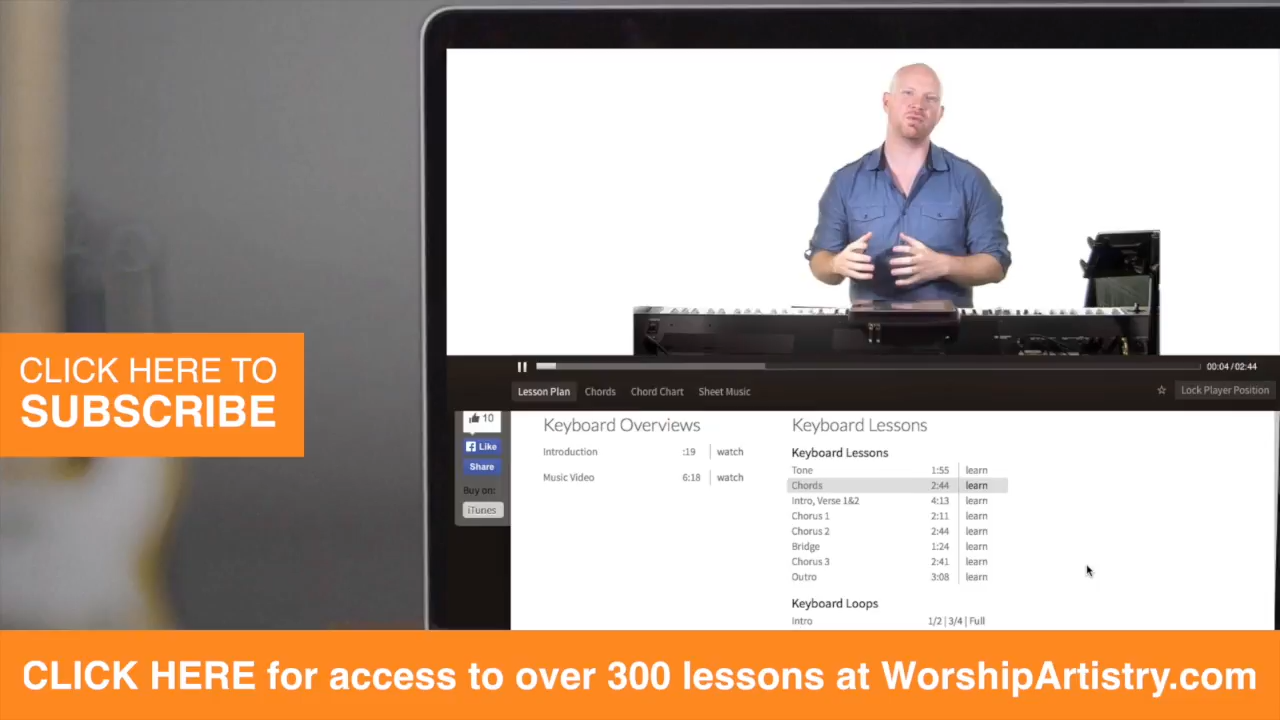 CLICK HERE TO
SUBSCRIBE
00:04 / 02:44
Lesson Plan Chords Chord Chart Sheet Music
Lock Player Position
10
Like
Share
Buy on:
iTunes
Keyboard Overviews
Introduction :19 watch
Music Video 6:18 watch
Keyboard Lessons
Keyboard Lessons
Tone 1:55 learn
Chords 2:44 learn
Intro, Verse 1&2 4:13 learn
Chorus 1 2:11 learn
Chorus 2 2:44 learn
Bridge 1:24 learn
Chorus 3 2:41 learn
Outro 3:08 learn
Keyboard Loops
Intro 1/2 | 3/4 | Full
CLICK HERE for access to over 300 lessons at WorshipArtistry.com